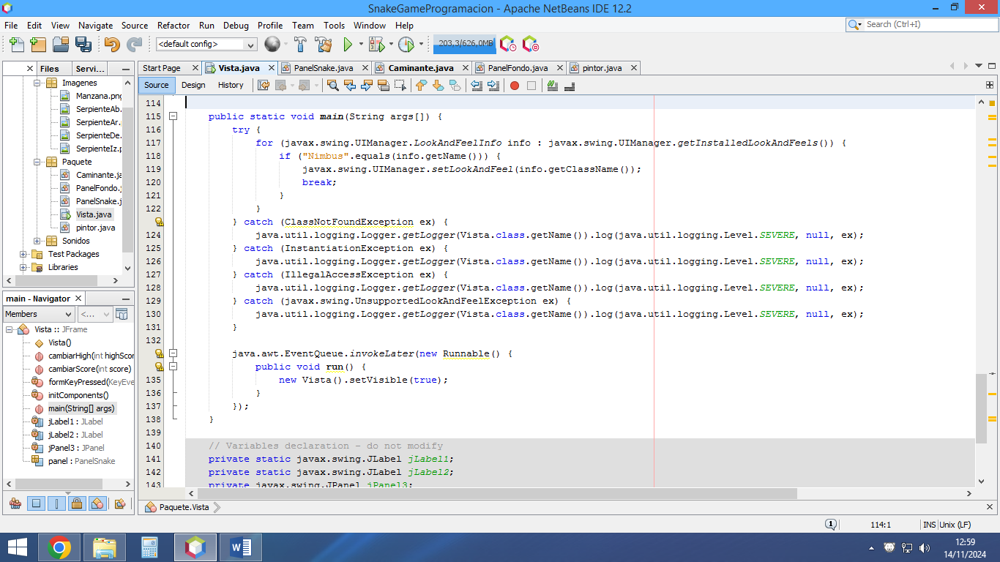 SnakeGameProgramacion - Apache NetBeans IDE 12.2
File Edit View Navigate Source Refactor Run Debug Profile Team Tools Window Help
Search (Ctrl+I)
<default config>
203,3/626,0MB
Files Servi...
Imagenes
Manzana.png
SerpienteAb.
SerpienteAr.
SerpienteDe.
SerpienteIz.p
Paquete
Caminante.ja
PanelFondo.j
PanelSnake.j
Vista.java
pintor.java
Sonidos
Test Packages
Libraries
main - Navigator
Members
<...
Vista :: JFrame
Vista()
cambiarHigh(int highScor
cambiarScore(int score)
formKeyPressed(KeyEve
initComponents()
main(String[] args)
jLabel1 : JLabel
jLabel2 : JLabel
jPanel3 : JPanel
panel : PanelSnake
Start Page Vista.java PanelSnake.java Caminante.java PanelFondo.java pintor.java
Source Design History
114
115 public static void main(String args[]) {
116 try {
117 for (javax.swing.UIManager.LookAndFeelInfo info : javax.swing.UIManager.getInstalledLookAndFeels()) {
118 if ("Nimbus".equals(info.getName())) {
119 javax.swing.UIManager.setLookAndFeel(info.getClassName());
120 break;
121 }
122 }
} catch (ClassNotFoundException ex) {
124 java.util.logging.Logger.getLogger(Vista.class.getName()).log(java.util.logging.Level.SEVERE, null, ex);
125 } catch (InstantiationException ex) {
126 java.util.logging.Logger.getLogger(Vista.class.getName()).log(java.util.logging.Level.SEVERE, null, ex);
127 } catch (IllegalAccessException ex) {
128 java.util.logging.Logger.getLogger(Vista.class.getName()).log(java.util.logging.Level.SEVERE, null, ex);
129 } catch (javax.swing.UnsupportedLookAndFeelException ex) {
130 java.util.logging.Logger.getLogger(Vista.class.getName()).log(java.util.logging.Level.SEVERE, null, ex);
131 }
132
java.awt.EventQueue.invokeLater(new Runnable() {
public void run() {
135 new Vista().setVisible(true);
136 }
137 });
138 }
139
140 // Variables declaration - do not modify
141 private static javax.swing.JLabel jLabel1;
142 private static javax.swing.JLabel jLabel2;
143 private javax.swing.JPanel jPanel3;
Paquete.Vista
1
114:1
INS Unix (LF)
W
12:59
14/11/2024